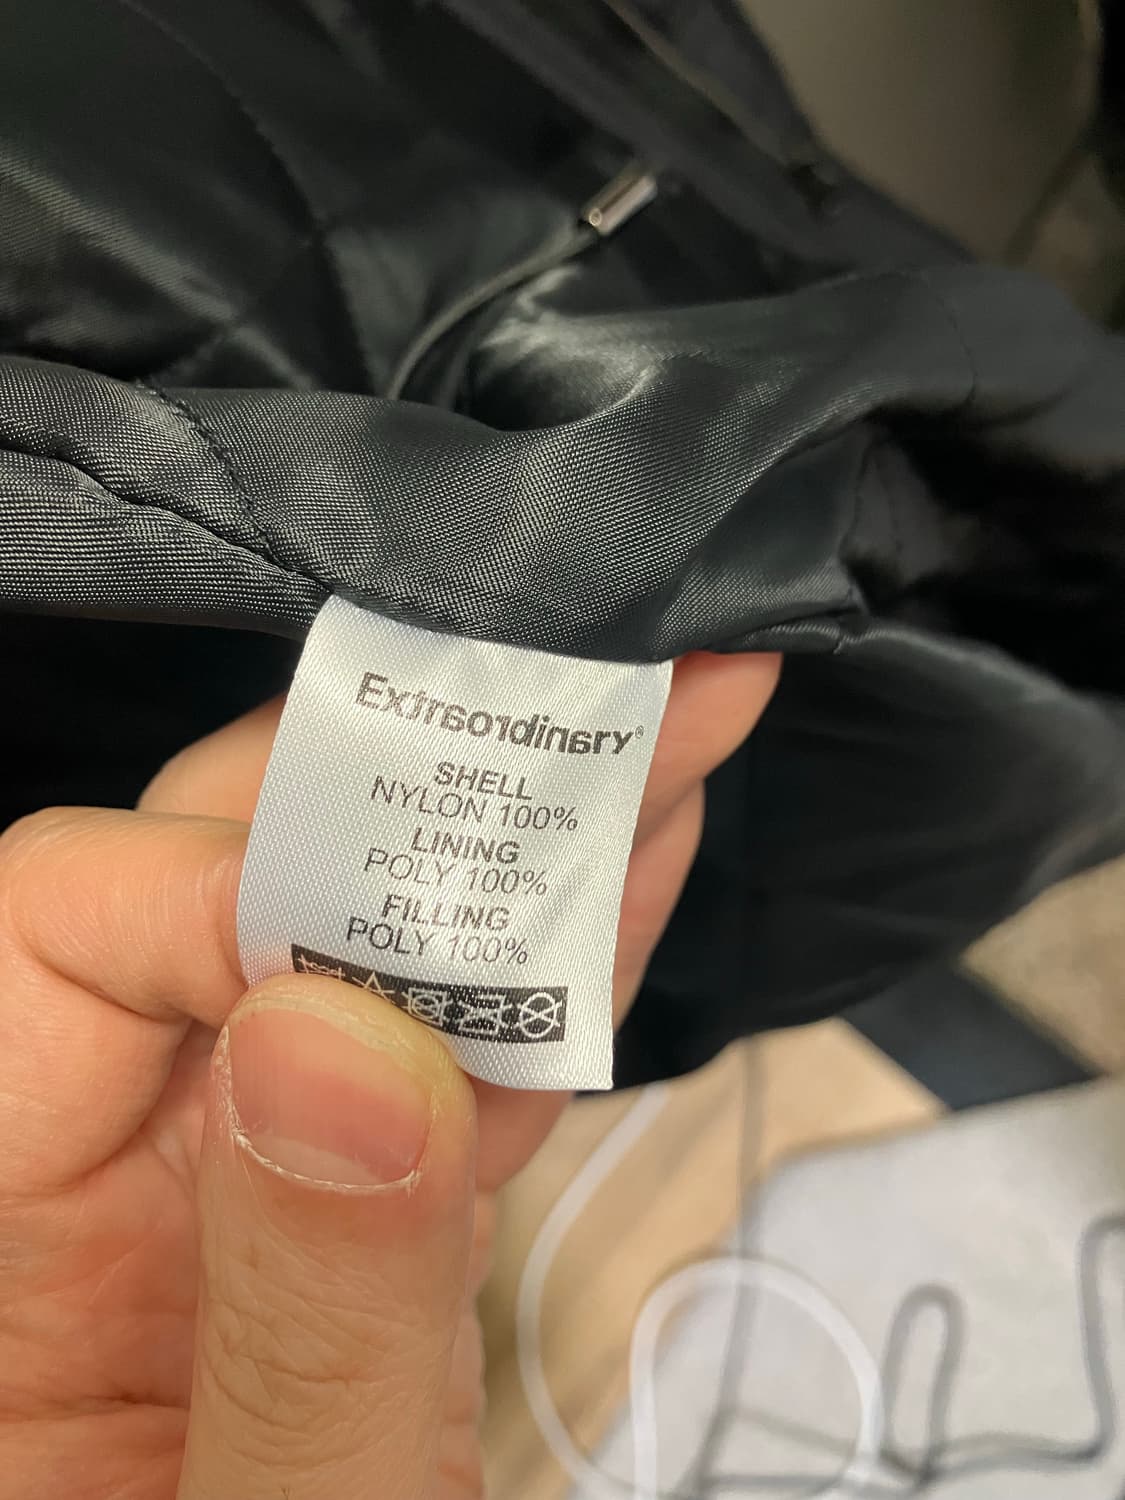 Extraordinary®
SHELL
NYLON 100%
LINING
POLY 100%
FILLING
POLY 100%